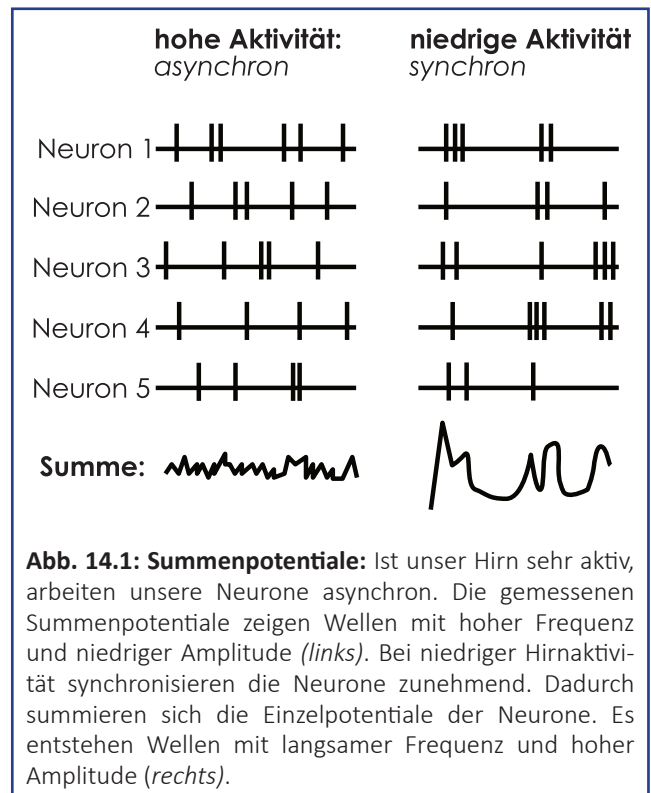 hohe Aktivität: niedrige Aktivität
asynchron synchron
Neuron 1
Neuron 2
Neuron 3
Neuron 4
Neuron 5
Summe:
Abb. 14.1: Summenpotentiale: Ist unser Hirn sehr aktiv,
arbeiten unsere Neurone asynchron. Die gemessenen
Summenpotentiale zeigen Wellen mit hoher Frequenz
und niedriger Amplitude (links). Bei niedriger Hirnaktivi-
tät synchronisieren die Neurone zunehmend. Dadurch
summieren sich die Einzelpotentiale der Neurone. Es
entstehen Wellen mit langsamer Frequenz und hoher
Amplitude (rechts).